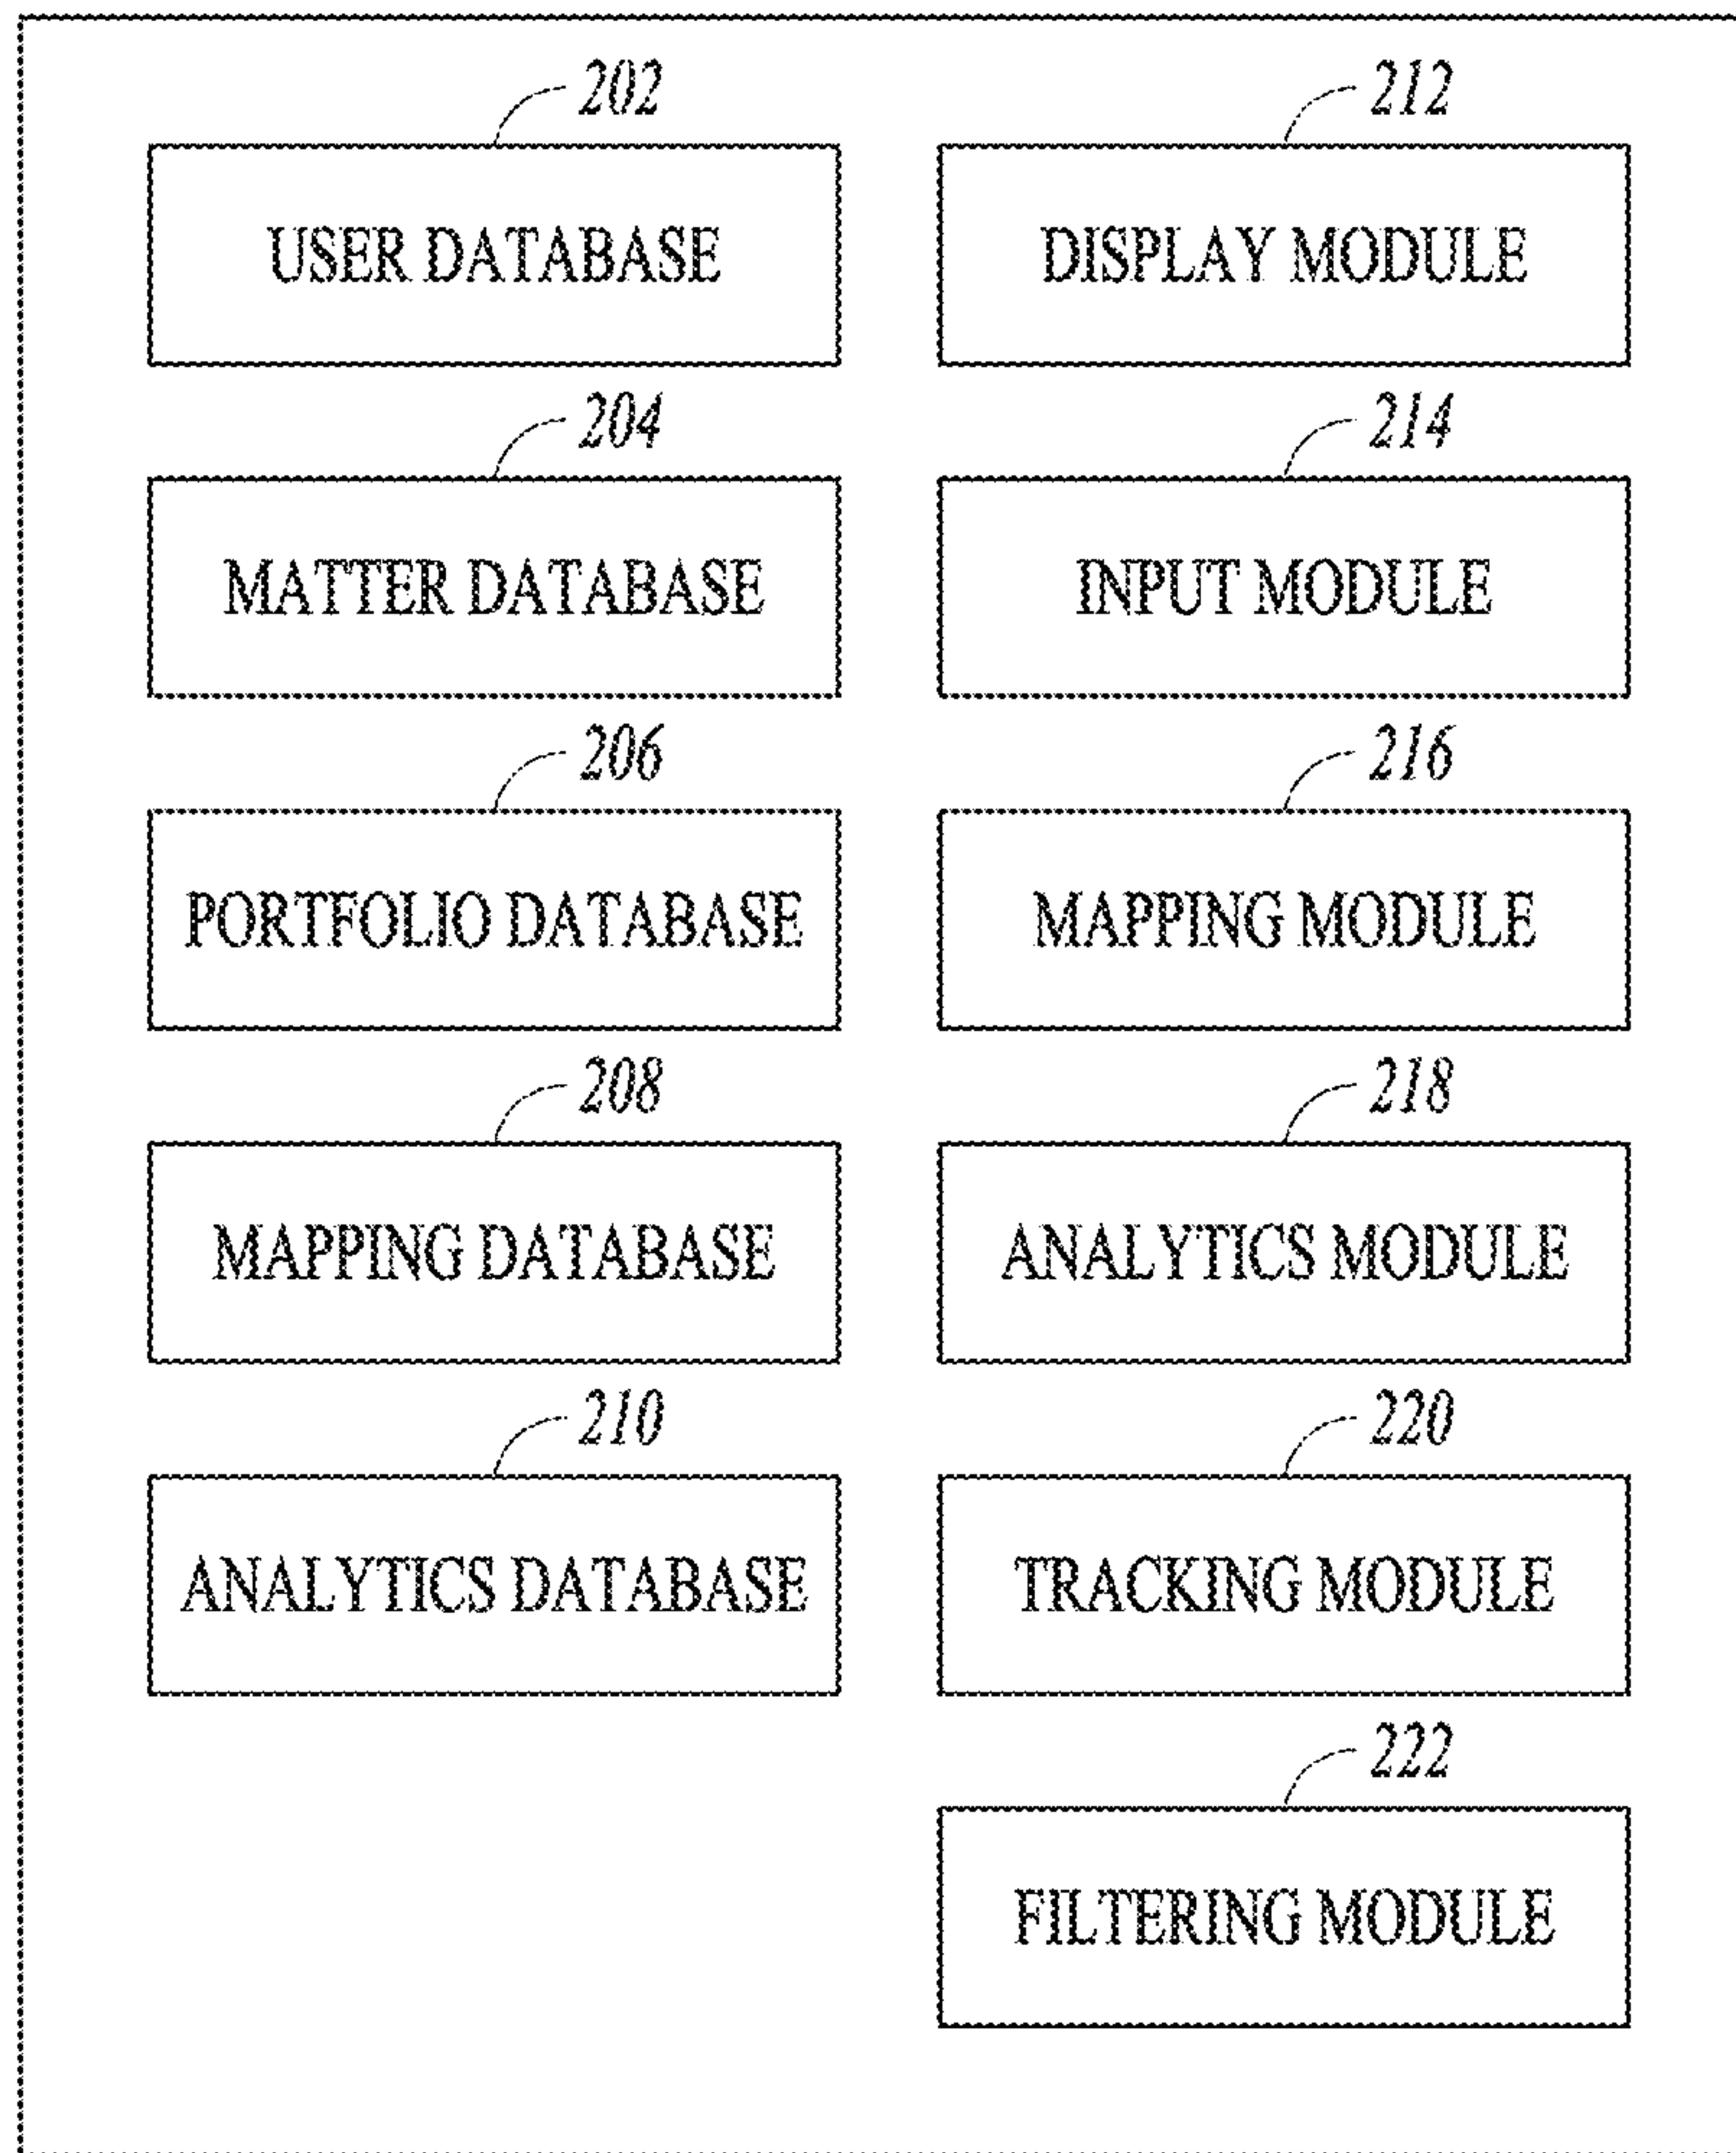 202
USER DATABASE
212
DISPLAY MODULE
204
MATTER DATABASE
214
INPUT MODULE
206
PORTFOLIO DATABASE
216
MAPPING MODULE
208
MAPPING DATABASE
218
ANALYTICS MODULE
210
ANALYTICS DATABASE
220
TRACKING MODULE
222
FILTERING MODULE